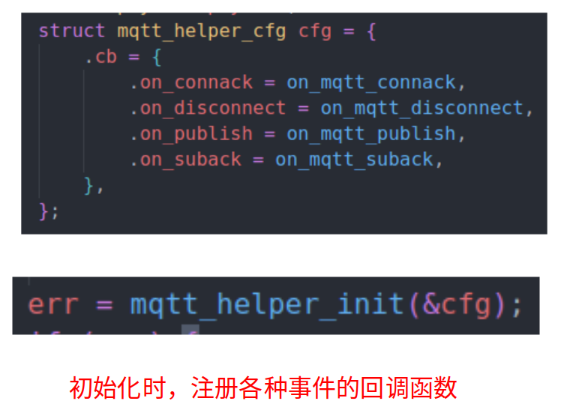 struct mqtt_helper_cfg cfg = {
.cb = {
.on_connack = on_mqtt_connack,
.on_disconnect = on_mqtt_disconnect,
.on_publish = on_mqtt_publish,
.on_suback = on_mqtt_suback,
},
};
err = mqtt_helper_init(&cfg);
初始化时，注册各种事件的回调函数